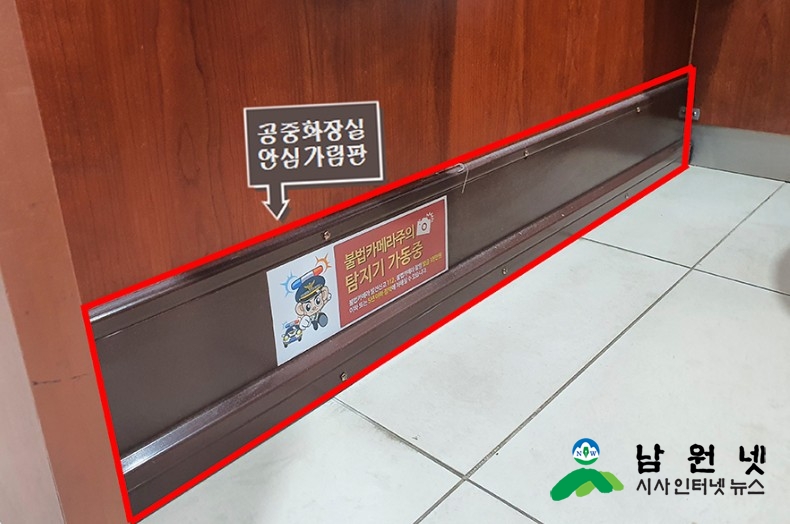 공중화장실
안심가림판
불법카메라주의
탐지기 가동중
남원넷
시사인터넷뉴스
NW